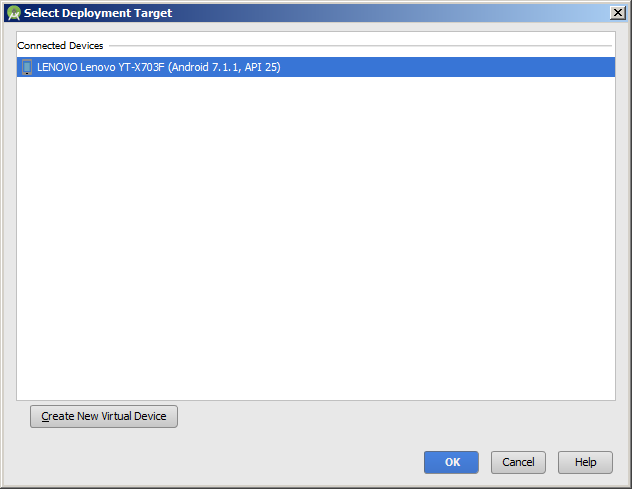 Select Deployment Target
Connected Devices
LENOVO Lenovo YT-X703F (Android 7.1.1, API 25)
Create New Virtual Device
OK Cancel Help